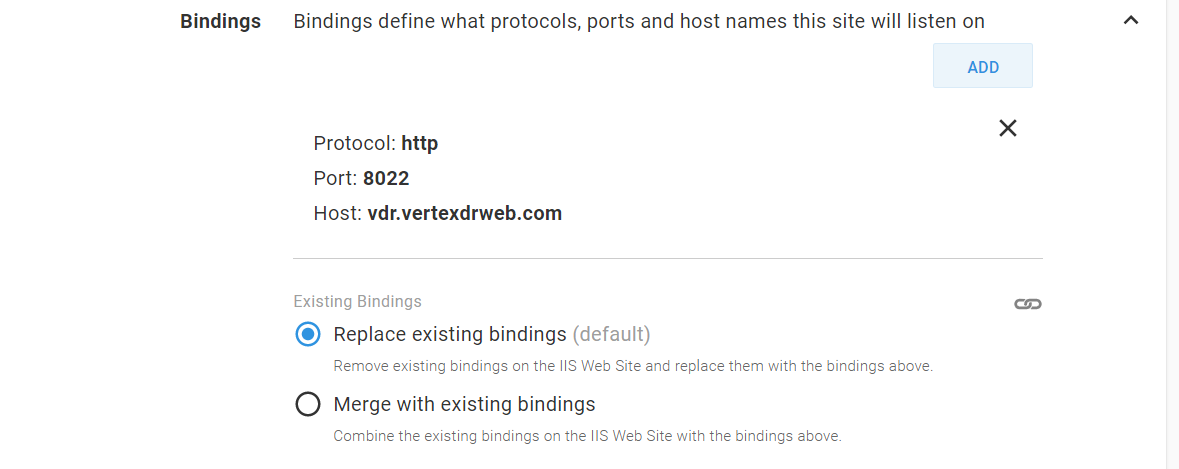 Bindings Bindings define what protocols, ports and host names this site will listen on
ADD
Protocol: http
Port: 8022
Host: vdr.vertexdrweb.com
Existing Bindings
Replace existing bindings (default)
Remove existing bindings on the IIS Web Site and replace them with the bindings above.
Merge with existing bindings
Combine the existing bindings on the IIS Web Site with the bindings above.